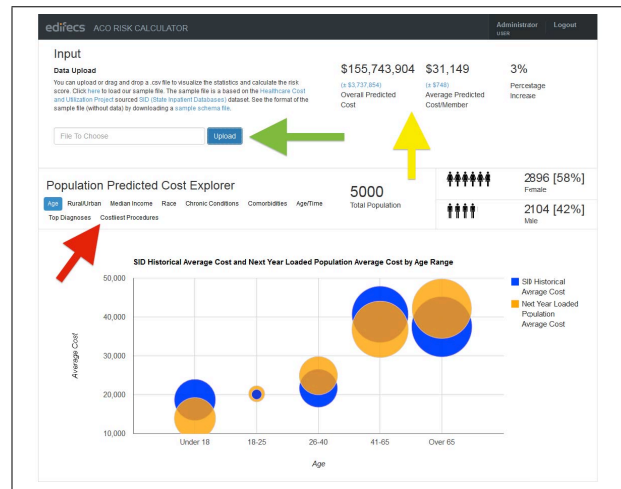 edifecs ACO RISK CALCULATOR
Administrator Logout
USER
Input
Data Upload
You can upload or drag and drop a .csv file to visualize the statistics and calculate the risk
score. Click here to load our sample file. The sample file is a based on the Healthcare Cost
and Utilization Project sourced SID (State Inpatient Databases) dataset. See the format of the
sample file (without data) by downloading a sample schema file.
File To Choose
Upload
$155,743,904
(± $3,737,854)
Overall Predicted
Cost
$31,149
(± $748)
Average Predicted
Cost/Member
3%
Percentage
Increase
Population Predicted Cost Explorer
Age Rural/Urban Median Income Race Chronic Conditions Comorbidities Age/Time
Top Diagnoses Costliest Procedures
5000
Total Population
2896 [58%]
Female
2104 [42%]
Male
SID Historical Average Cost and Next Year Loaded Population Average Cost by Age Range
50,000
40,000
30,000
20,000
10,000
Average Cost
Under 18
18-25
26-40
41-65
Over 65
Age
SID Historical
Average Cost
Next Year Loaded
Population
Average Cost